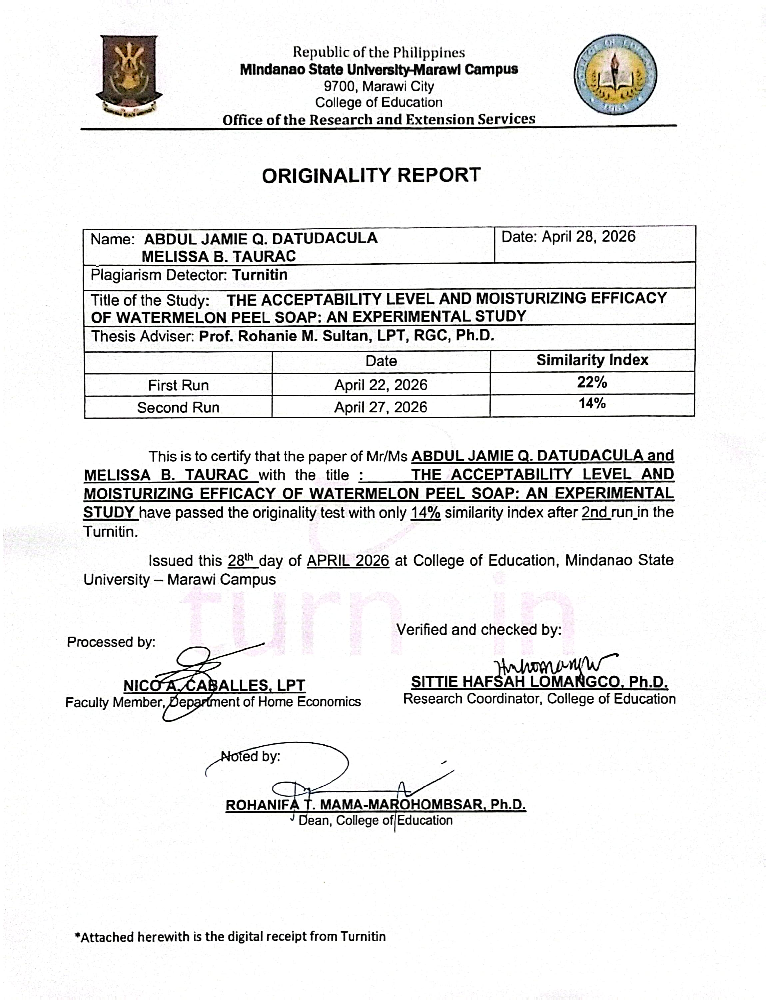 Republic of the Philippines
Mindanao State University-Marawi Campus
9700, Marawi City
College of Education
Office of the Research and Extension Services
ORIGINALITY REPORT
Name: ABDUL JAMIE Q. DATUDACULA
MELISSA B. TAURAC
Date: April 28, 2026
Plagiarism Detector: Turnitin
Title of the Study: THE ACCEPTABILITY LEVEL AND MOISTURIZING EFFICACY
OF WATERMELON PEEL SOAP: AN EXPERIMENTAL STUDY
Thesis Adviser: Prof. Rohanie M. Sultan, LPT, RGC, Ph.D.
Date Similarity Index
First Run April 22, 2026 22%
Second Run April 27, 2026 14%
This is to certify that the paper of Mr/Ms ABDUL JAMIE Q. DATUDACULA and
MELISSA B. TAURAC with the title : THE ACCEPTABILITY LEVEL AND
MOISTURIZING EFFICACY OF WATERMELON PEEL SOAP: AN EXPERIMENTAL
STUDY have passed the originality test with only 14% similarity index after 2nd run in the
Turnitin.
Issued this 28th day of APRIL 2026 at College of Education, Mindanao State
University – Marawi Campus
turn in
Processed by:
Verified and checked by:
NICO A. CABALLES, LPT
Faculty Member, Department of Home Economics
SITTIE HAFSAH LOMANGCO, Ph.D.
Research Coordinator, College of Education
Noted by:
ROHANIFA T. MAMA-MAROHOMBSAR, Ph.D.
Dean, College of Education
*Attached herewith is the digital receipt from Turnitin